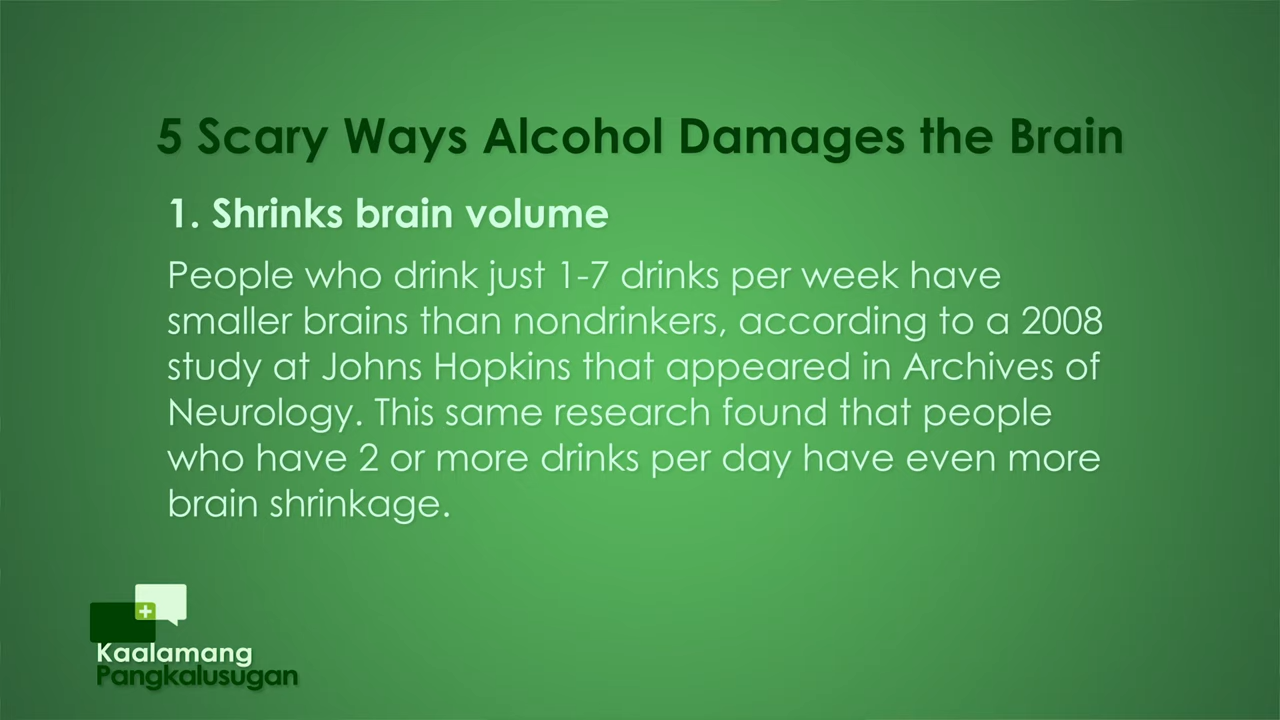 5 Scary Ways Alcohol Damages the Brain
1. Shrinks brain volume
People who drink just 1-7 drinks per week have
smaller brains than nondrinkers, according to a 2008
study at Johns Hopkins that appeared in Archives of
Neurology. This same research found that people
who have 2 or more drinks per day have even more
brain shrinkage.
Kaalamang
Pangkalusugan